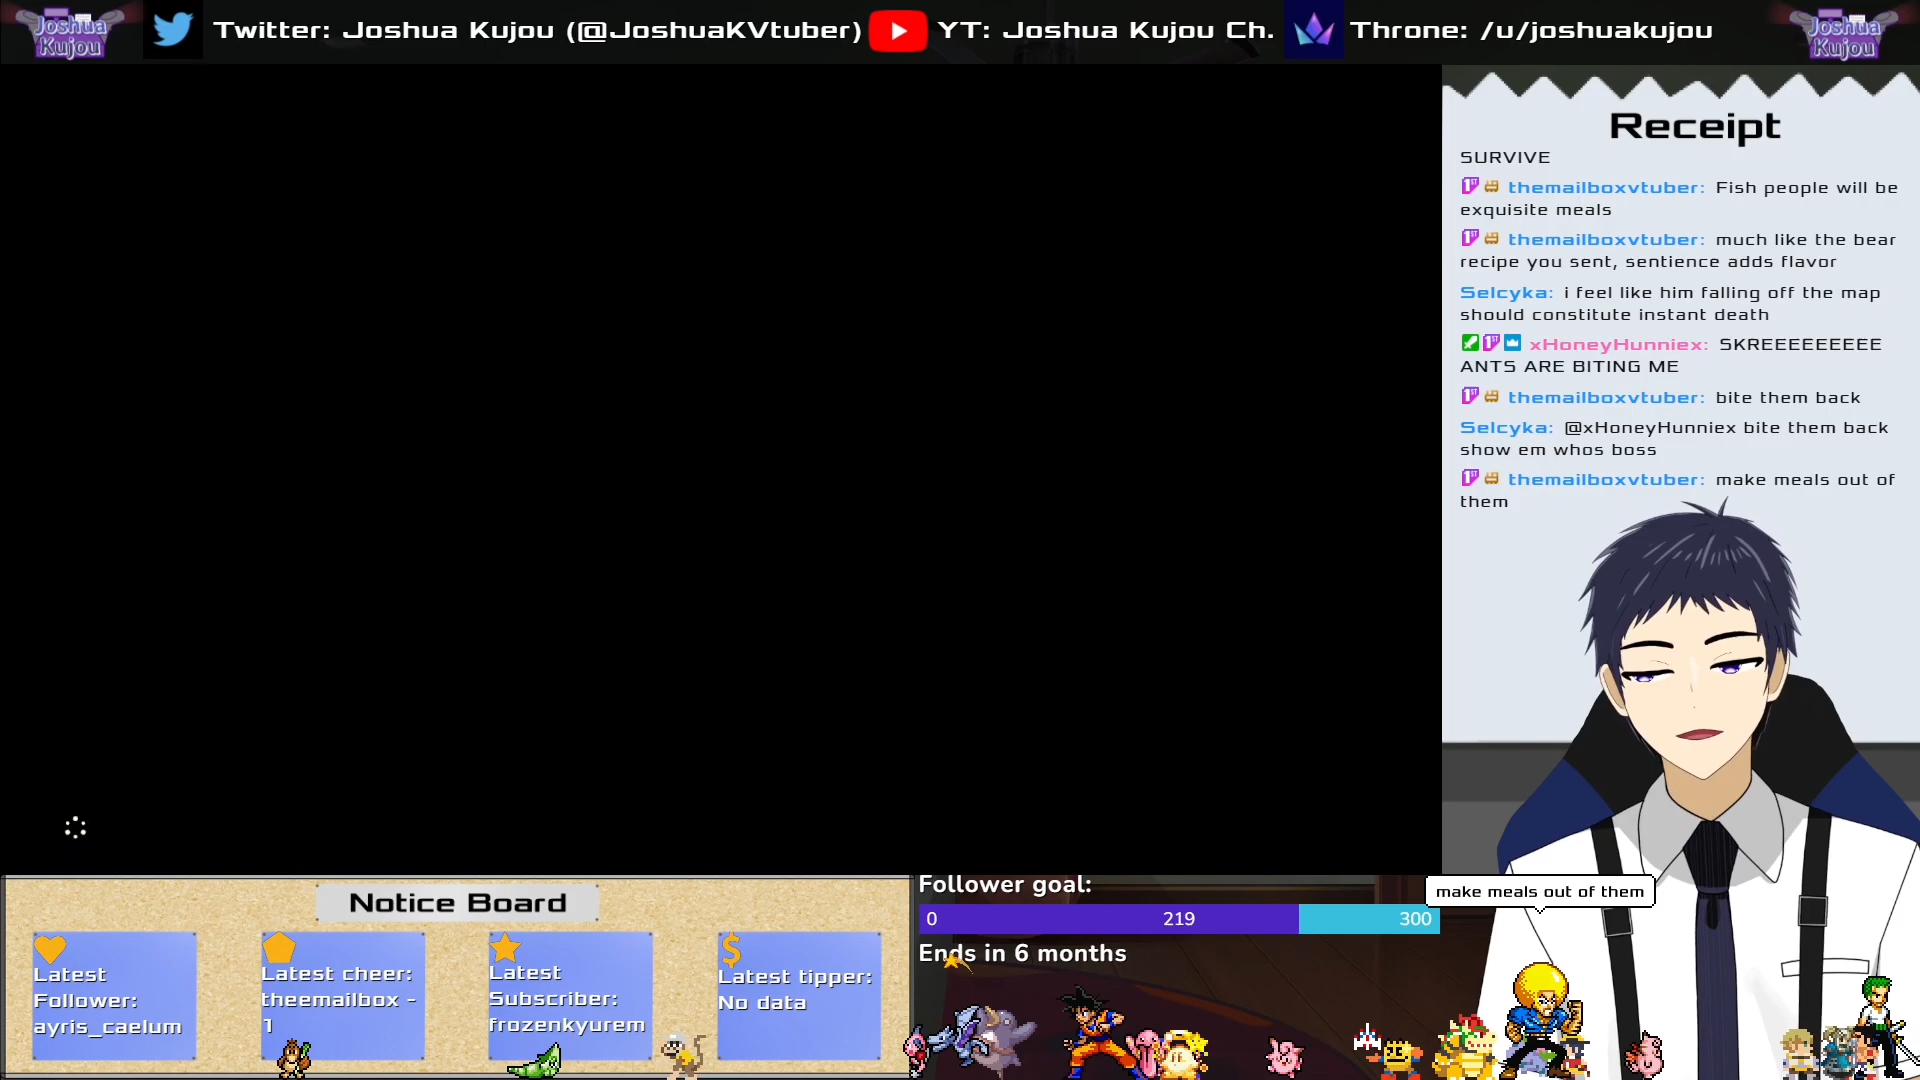 Joshua Kujou
Twitter: Joshua Kujou (@JoshuaKVtuber)
YT: Joshua Kujou Ch.
Throne: /u/joshuakujou
Joshua Kujou
Receipt
SURVIVE
themailboxvtuber: Fish people will be
exquisite meals
themailboxvtuber: much like the bear
recipe you sent, sentience adds flavor
Selcyka: i feel like him falling off the map
should constitute instant death
xHoneyHunniex: SKREEEEEEEEE
ANTS ARE BITING ME
themailboxvtuber: bite them back
Selcyka: @xHoneyHunniex bite them back
show em whos boss
themailboxvtuber: make meals out of
them
make meals out of them
Notice Board
Latest
Follower:
ayris_caelum
Latest cheer:
theemailbox -
1
Latest
Subscriber:
frozenkyurem
Latest tipper:
No data
Follower goal:
0 219 300
Ends in 6 months